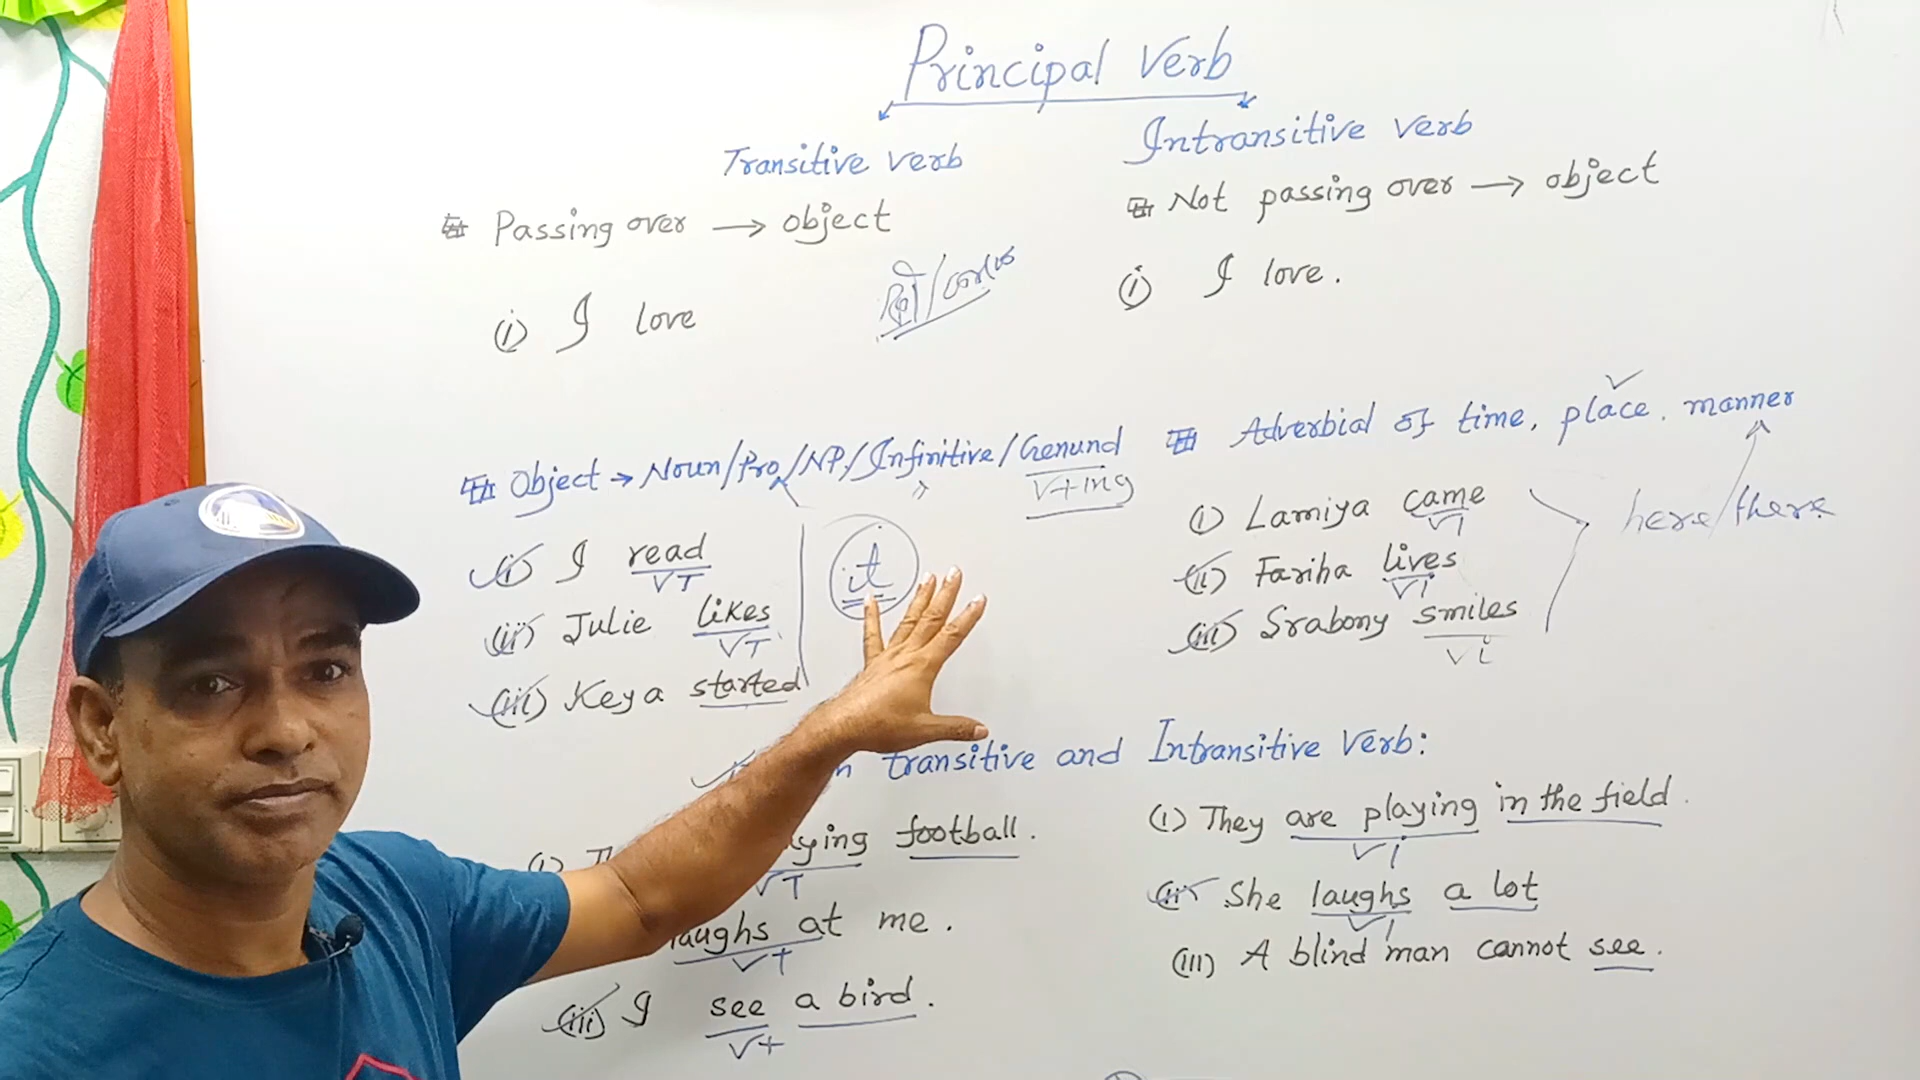 Principal Verb
Transitive verb
Passing over → object
(i) I love
Object → Noun/Pro/NP/Infinitive/Gerund
V+ing
(i) I read
VT
it
(ii) Julie likes
VT
(iii) Keya started
Intransitive verb
Not passing over → object
(i) I love.
Adverbial of time, place, manner
(i) Lamiya came
Vi
here/there
(ii) Fariha lives
Vi
(iii) Srabony smiles
Vi
transitive and Intransitive Verb:
(i) football.
VT
laughs at me.
VT
(iii) I see a bird.
Vt
(i) They are playing in the field.
Vi
(ii) She laughs a lot
Vi
(iii) A blind man cannot see.